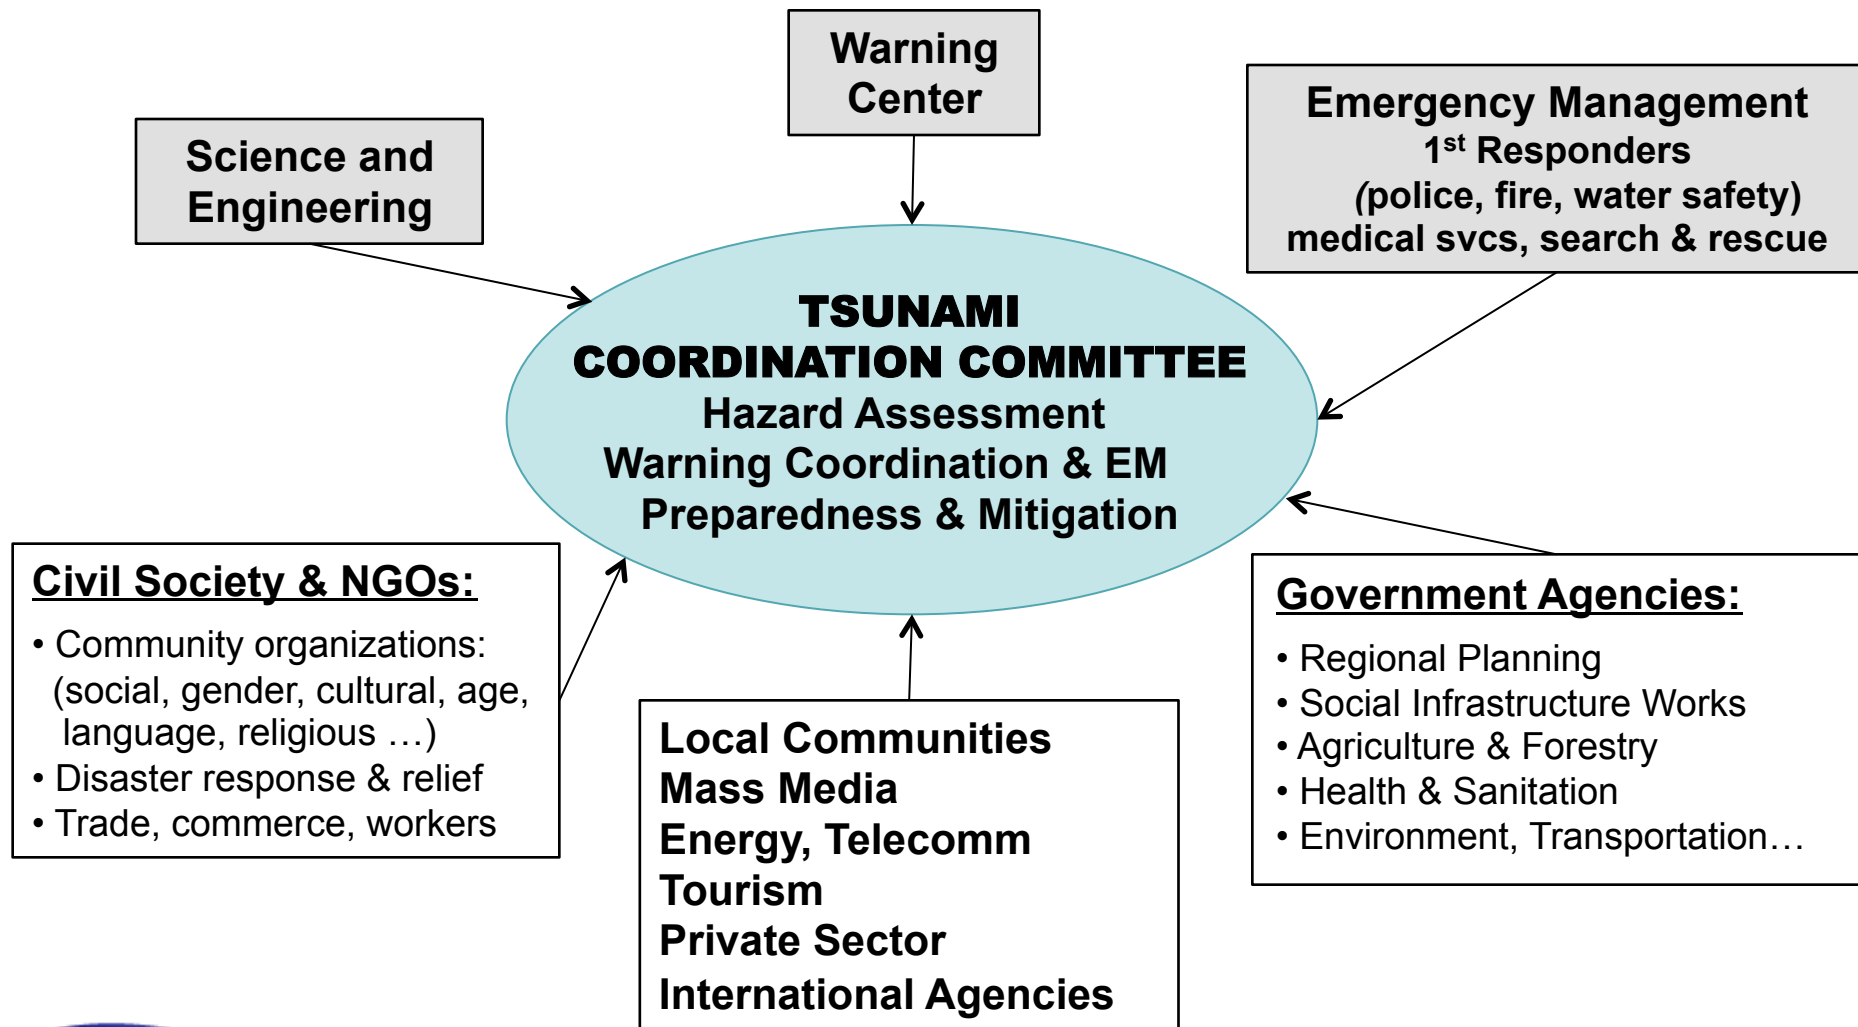 Warning
Center
Science and
Engineering
Emergency Management
1st Responders
(police, fire, water safety)
medical svcs, search & rescue
TSUNAMI
COORDINATION COMMITTEE
Hazard Assessment
Warning Coordination & EM
Preparedness & Mitigation
Civil Society & NGOs:
• Community organizations:
(social, gender, cultural, age,
language, religious …)
• Disaster response & relief
• Trade, commerce, workers
Local Communities
Mass Media
Energy, Telecomm
Tourism
Private Sector
International Agencies
Government Agencies:
• Regional Planning
• Social Infrastructure Works
• Agriculture & Forestry
• Health & Sanitation
• Environment, Transportation…